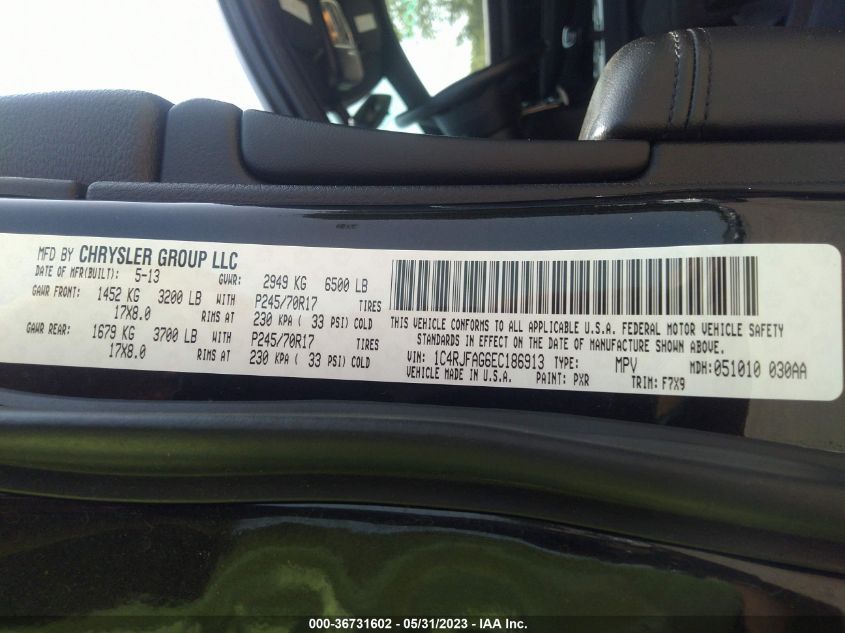 MFD BY CHRYSLER GROUP LLC
DATE OF MFR(BUILT): 5-13 GVWR: 2949 KG 6500 LB
GAWR FRONT: 1452 KG 3200 LB WITH P245/70R17 TIRES
17X8.0 RIMS AT 230 KPA ( 33 PSI) COLD
GAWR REAR: 1679 KG 3700 LB WITH P245/70R17 TIRES
17X8.0 RIMS AT 230 KPA ( 33 PSI) COLD
THIS VEHICLE CONFORMS TO ALL APPLICABLE U.S.A. FEDERAL MOTOR VEHICLE SAFETY
STANDARDS IN EFFECT ON THE DATE OF MANUFACTURE SHOWN ABOVE.
VIN: 1C4RJFAG6EC186913 TYPE: MPV MDH: 051010 030AA
VEHICLE MADE IN U.S.A. PAINT: PXR TRIM: F7X9
000-36731602 - 05/31/2023 - IAA Inc.